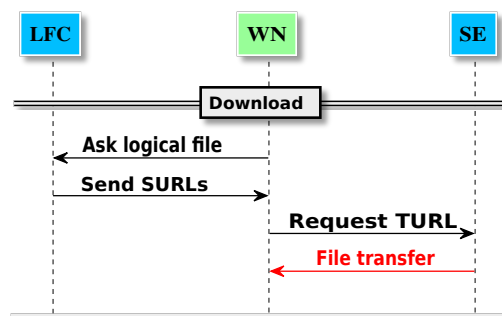 LFC
WN
SE
Download
Ask logical file
Send SURLs
Request TURL
File transfer